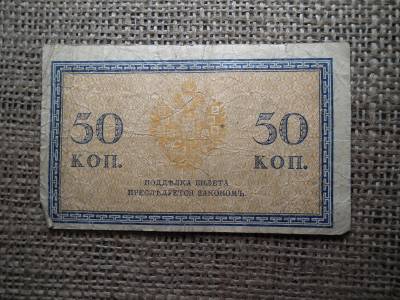 50 50
КОП. КОП.
ПОДДѢЛКА БИЛЕТА
ПРЕСЛѢДУЕТСЯ ЗАКОНОМЪ.